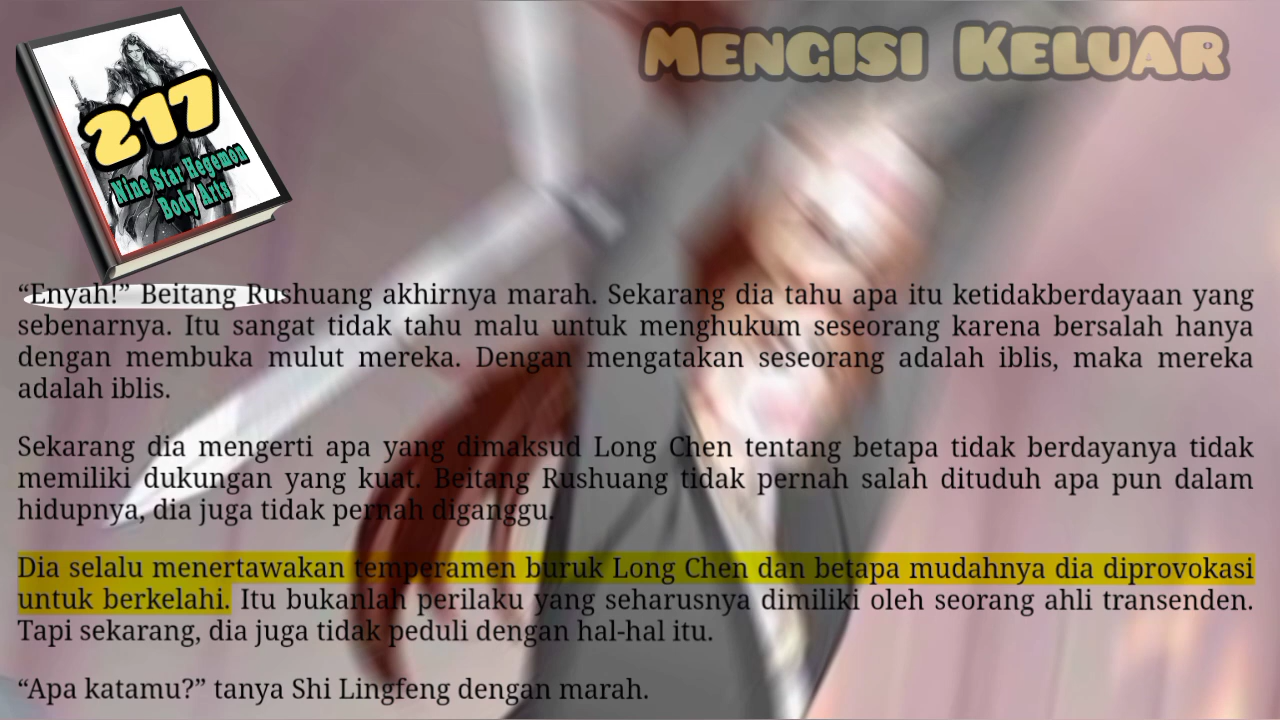 Mengisi Keluar
217
Nine Star Hegemon
Body Arts
“Enyah!” Beitang Rushuang akhirnya marah. Sekarang dia tahu apa itu ketidakberdayaan yang
sebenarnya. Itu sangat tidak tahu malu untuk menghukum seseorang karena bersalah hanya
dengan membuka mulut mereka. Dengan mengatakan seseorang adalah iblis, maka mereka
adalah iblis.
Sekarang dia mengerti apa yang dimaksud Long Chen tentang betapa tidak berdayanya tidak
memiliki dukungan yang kuat. Beitang Rushuang tidak pernah salah dituduh apa pun dalam
hidupnya, dia juga tidak pernah diganggu.
Dia selalu menertawakan temperamen buruk Long Chen dan betapa mudahnya dia diprovokasi
untuk berkelahi. Itu bukanlah perilaku yang seharusnya dimiliki oleh seorang ahli transenden.
Tapi sekarang, dia juga tidak peduli dengan hal-hal itu.
“Apa katamu?” tanya Shi Lingfeng dengan marah.